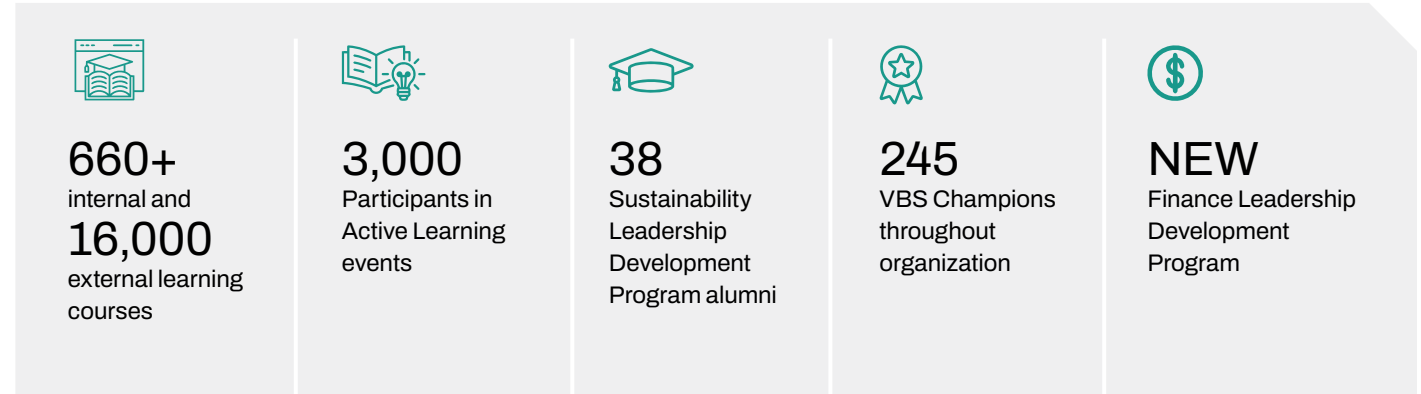 660+
internal and
16,000
external learning
courses
3,000
Participants in
Active Learning
events
38
Sustainability
Leadership
Development
Program alumni
245
VBS Champions
throughout
organization
NEW
Finance Leadership
Development
Program